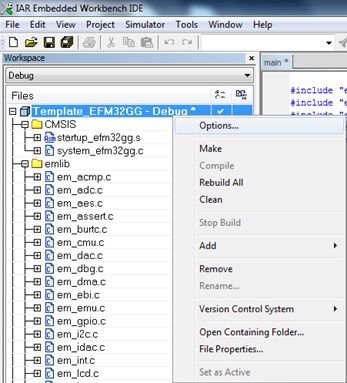 IAR Embedded Workbench IDE
File Edit View Project Simulator Tools Window Help
Workspace
main *
Debug
Files
Template_EFM32GG - Debug *
#include "e
CMSIS
Options...
startup_efm32gg.s
system_efm32gg.c
Make
emlib
Compile
em_acmp.c
Rebuild All
em_adc.c
Clean
em_aes.c
em_assert.c
Stop Build
em_burtc.c
em_cmu.c
Add
em_dac.c
em_dbg.c
Remove
em_dma.c
Rename...
em_ebi.c
em_emu.c
Version Control System
em_gpio.c
Open Containing Folder...
em_i2c.c
File Properties...
em_idac.c
em_int.c
Set as Active
em_lcd.c